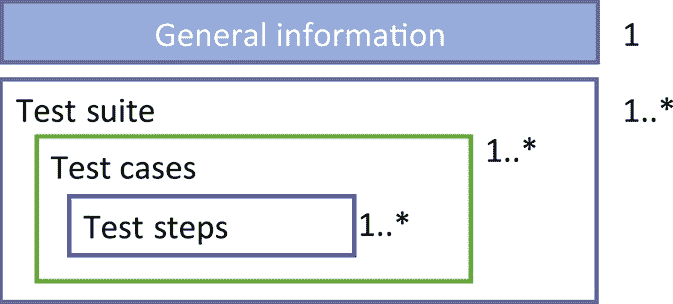 General information 1
Test suite 1..*
Test cases 1..*
Test steps 1..*